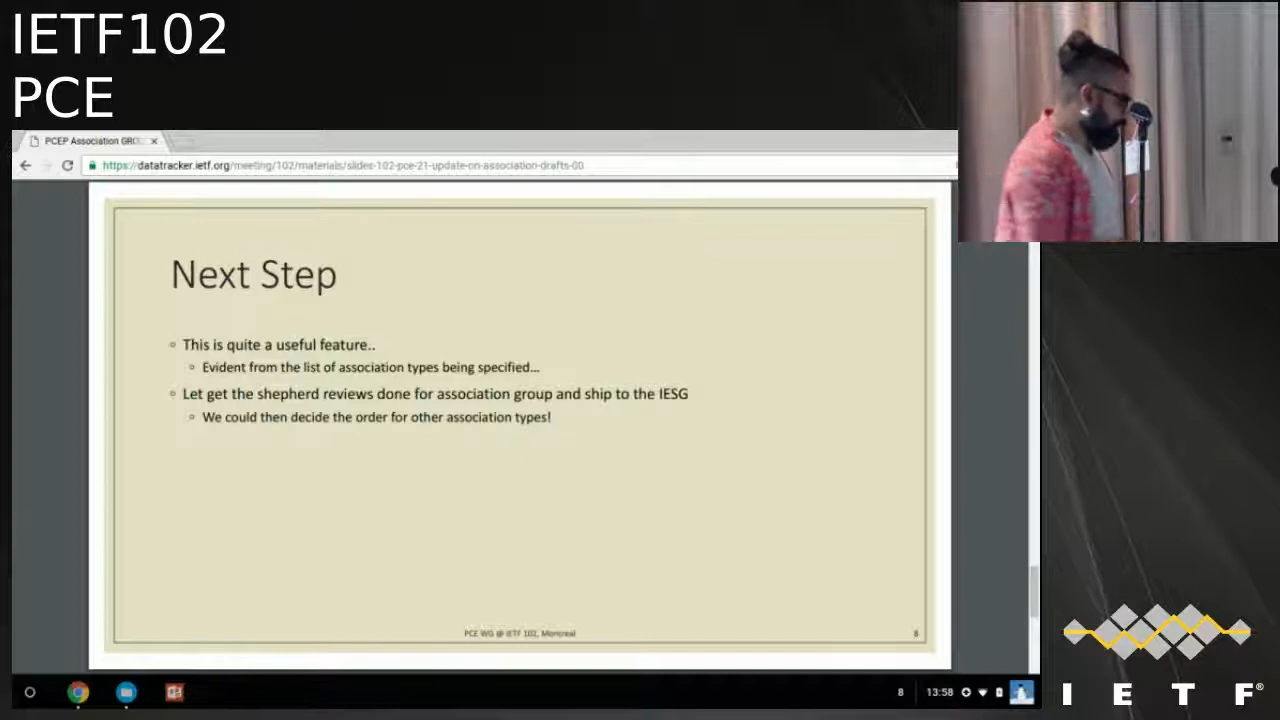 IETF102
PCE
PCEP Association GRO
https://datatracker.ietf.org/meeting/102/materials/slides-102-pce-21-update-on-association-drafts-00
Next Step
This is quite a useful feature..
Evident from the list of association types being specified...
Let get the shepherd reviews done for association group and ship to the IESG
We could then decide the order for other association types!
PCE WG @ IETF 102, Montreal
8
8
13:58
I E T F®